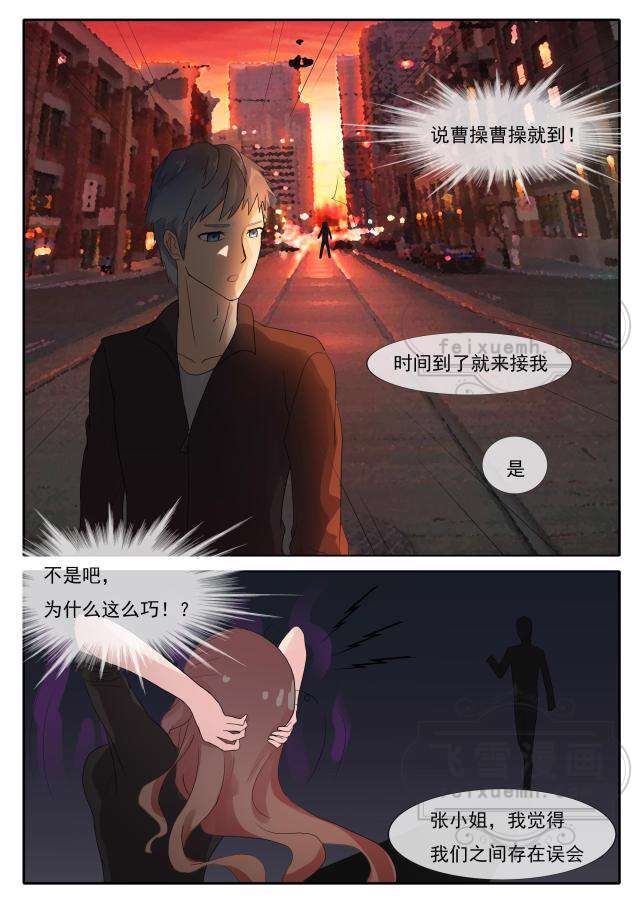 说曹操曹操就到！
feixuemh.
时间到了就来接我
是
不是吧，
为什么这么巧！？
飞雪漫画
feixuemh.
张小姐，我觉得
我们之间存在误会